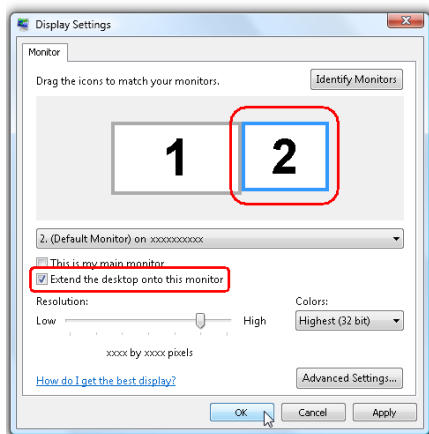 Display Settings
Monitor
Drag the icons to match your monitors.
Identify Monitors
1
2
2. (Default Monitor) on xxxxxxxxxx
This is my main monitor
Extend the desktop onto this monitor
Resolution:
Colors:
Low
High
Highest (32 bit)
xxxx by xxxx pixels
How do I get the best display?
Advanced Settings...
OK
Cancel
Apply